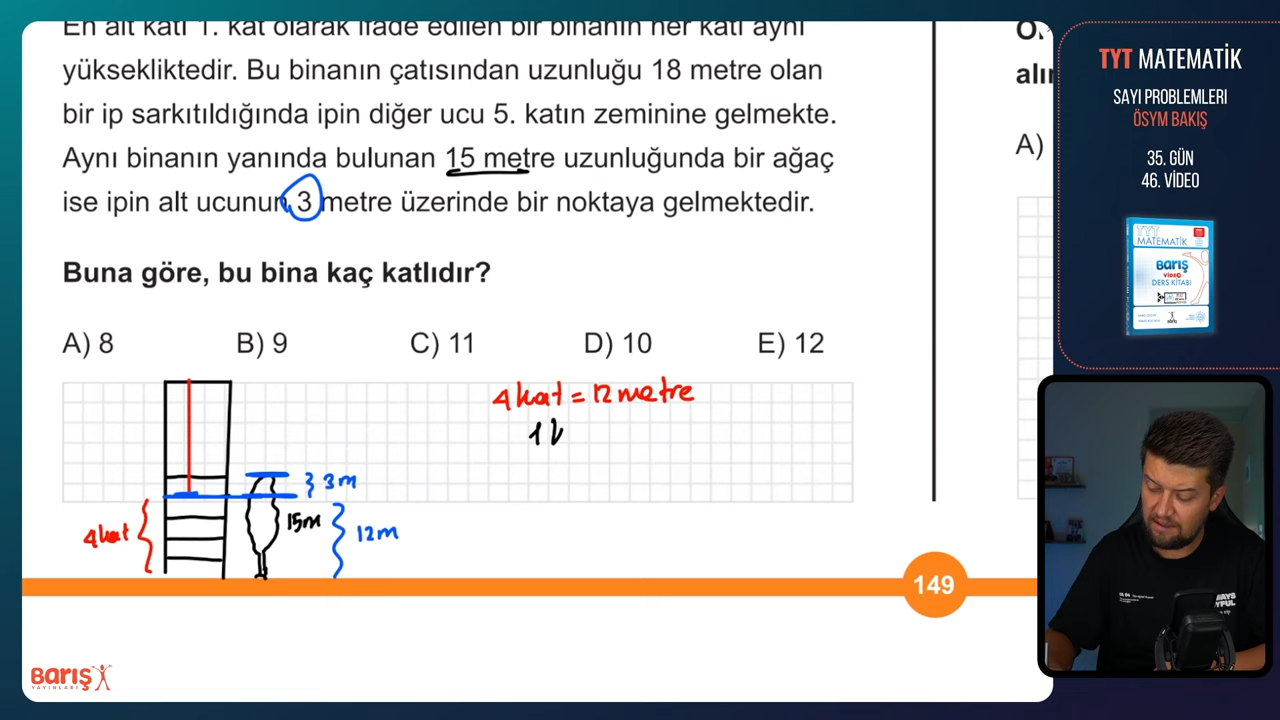 En alt katı 1. kat olarak ifade edilen bir binanın her katı aynı
yüksekliktedir. Bu binanın çatısından uzunluğu 18 metre olan
bir ip sarkıtıldığında ipin diğer ucu 5. katın zeminine gelmekte.
Aynı binanın yanında bulunan 15 metre uzunluğunda bir ağaç
ise ipin alt ucunun 3 metre üzerinde bir noktaya gelmektedir.
Buna göre, bu bina kaç katlıdır?
A) 8 B) 9 C) 11 D) 10 E) 12
4 kat = 12 metre
1
3m
15m
12m
4 kat
149
A)
TYT MATEMATİK
SAYI PROBLEMLERI
ÖSYM BAKIŞ
35. GÜN
46. VİDEO
TYT
MATEMATİK
BARIŞ
VİDEO
DERS KİTABI
BARIŞ
YAYINLARI